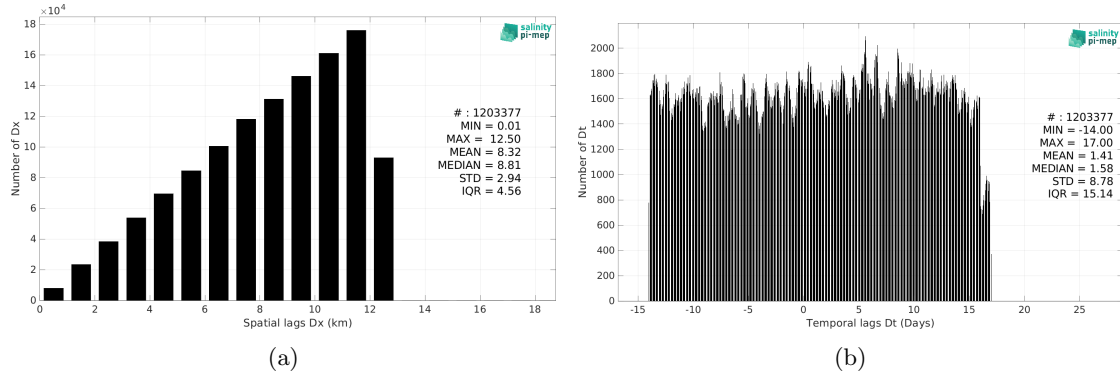 ×10⁴
18
16
14
12
10
8
6
4
2
0
Number of Dx
0 2 4 6 8 10 12 14 16 18
Spatial lags Dx (km)
salinity
pi-mep
# : 1203377
MIN = 0.01
MAX = 12.50
MEAN = 8.32
MEDIAN = 8.81
STD = 2.94
IQR = 4.56
(a)
2000
1800
1600
1400
1200
1000
800
600
400
200
0
Number of Dt
-15 -10 -5 0 5 10 15 20 25
Temporal lags Dt (Days)
salinity
pi-mep
# : 1203377
MIN = -14.00
MAX = 17.00
MEAN = 1.41
MEDIAN = 1.58
STD = 8.78
IQR = 15.14
(b)